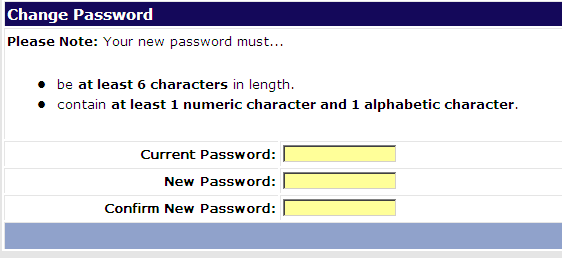 Change Password
Please Note: Your new password must...
be at least 6 characters in length.
contain at least 1 numeric character and 1 alphabetic character.
Current Password:
New Password:
Confirm New Password: